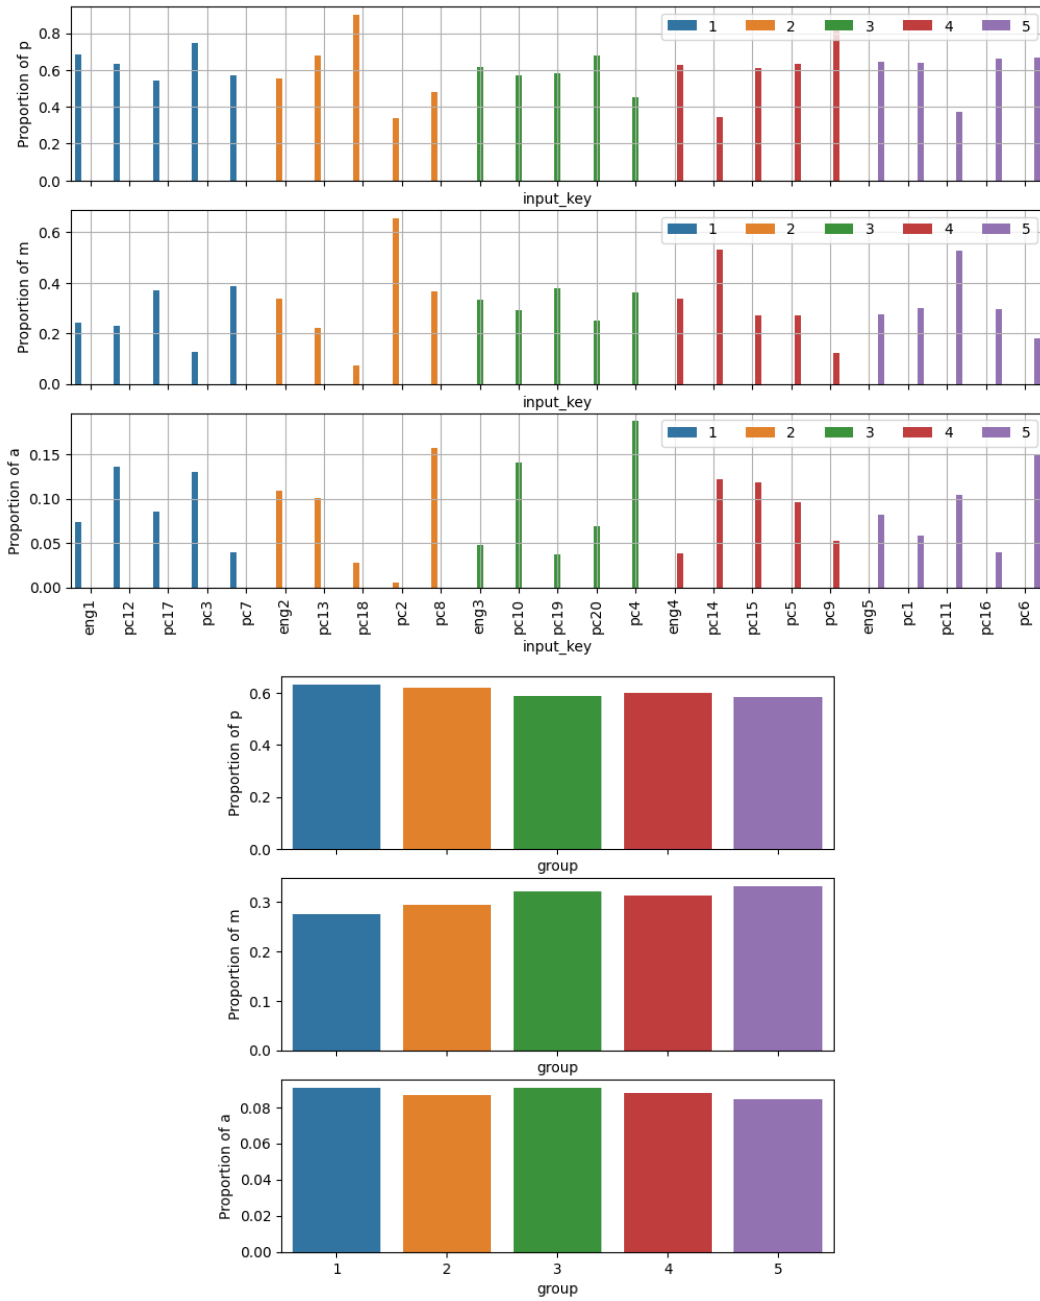 Proportion of p
0.8
0.6
0.4
0.2
0.0
1 2 3 4 5
input_key
Proportion of m
0.6
0.4
0.2
0.0
1 2 3 4 5
input_key
Proportion of a
0.15
0.10
0.05
0.00
1 2 3 4 5
eng1 pc12 pc17 pc3 pc7 eng2 pc13 pc18 pc2 pc8 eng3 pc10 pc19 pc20 pc4 eng4 pc14 pc15 pc5 pc9 eng5 pc1 pc11 pc16 pc6
input_key
Proportion of p
0.6
0.4
0.2
0.0
group
Proportion of m
0.3
0.2
0.1
0.0
group
Proportion of a
0.08
0.06
0.04
0.02
0.00
1 2 3 4 5
group